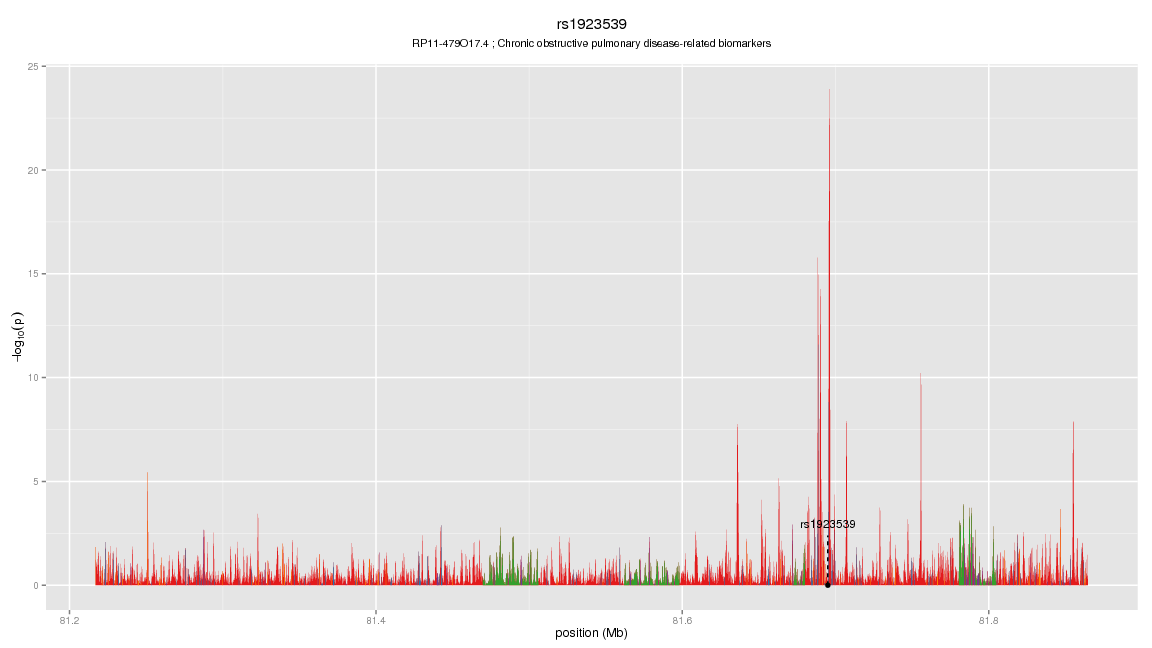 rs1923539
RP11-479O17.4 ; Chronic obstructive pulmonary disease-related biomarkers
25
20
15
10
5
0
−log10(p)
rs1923539
81.2
81.4
81.6
81.8
position (Mb)